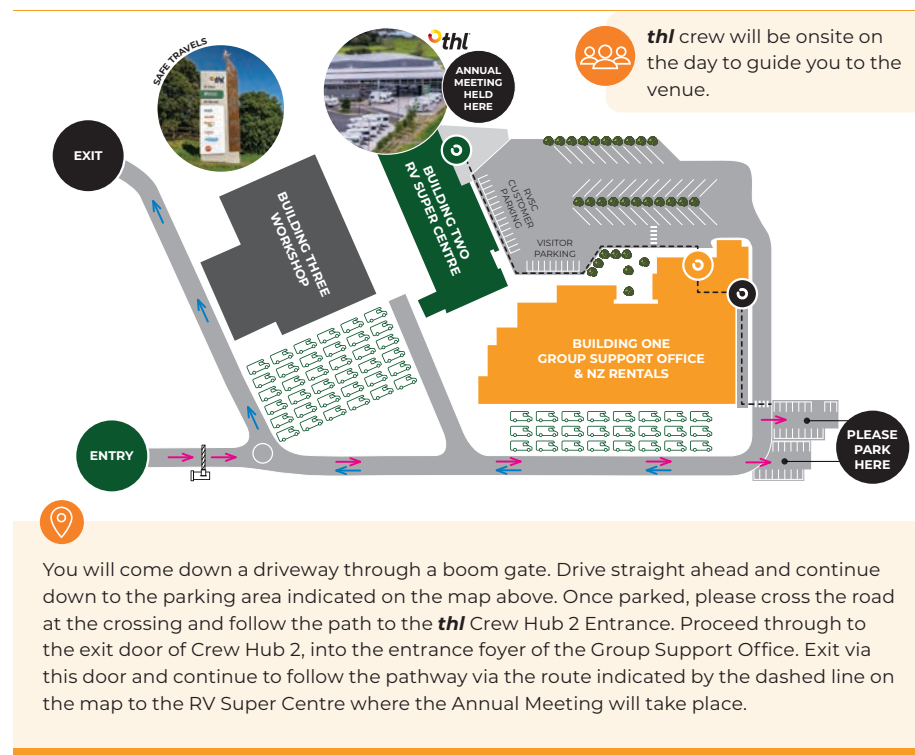 SAFE TRAVELS
thl
ANNUAL
MEETING
HELD
HERE
thl crew will be onsite on
the day to guide you to the
venue.
EXIT
BUILDING THREE
WORKSHOP
BUILDING TWO
RV SUPER CENTRE
RVSC
CUSTOMER
PARKING
VISITOR
PARKING
BUILDING ONE
GROUP SUPPORT OFFICE
& NZ RENTALS
ENTRY
PLEASE
PARK
HERE
You will come down a driveway through a boom gate. Drive straight ahead and continue
down to the parking area indicated on the map above. Once parked, please cross the road
at the crossing and follow the path to the thl Crew Hub 2 Entrance. Proceed through to
the exit door of Crew Hub 2, into the entrance foyer of the Group Support Office. Exit via
this door and continue to follow the pathway via the route indicated by the dashed line on
the map to the RV Super Centre where the Annual Meeting will take place.